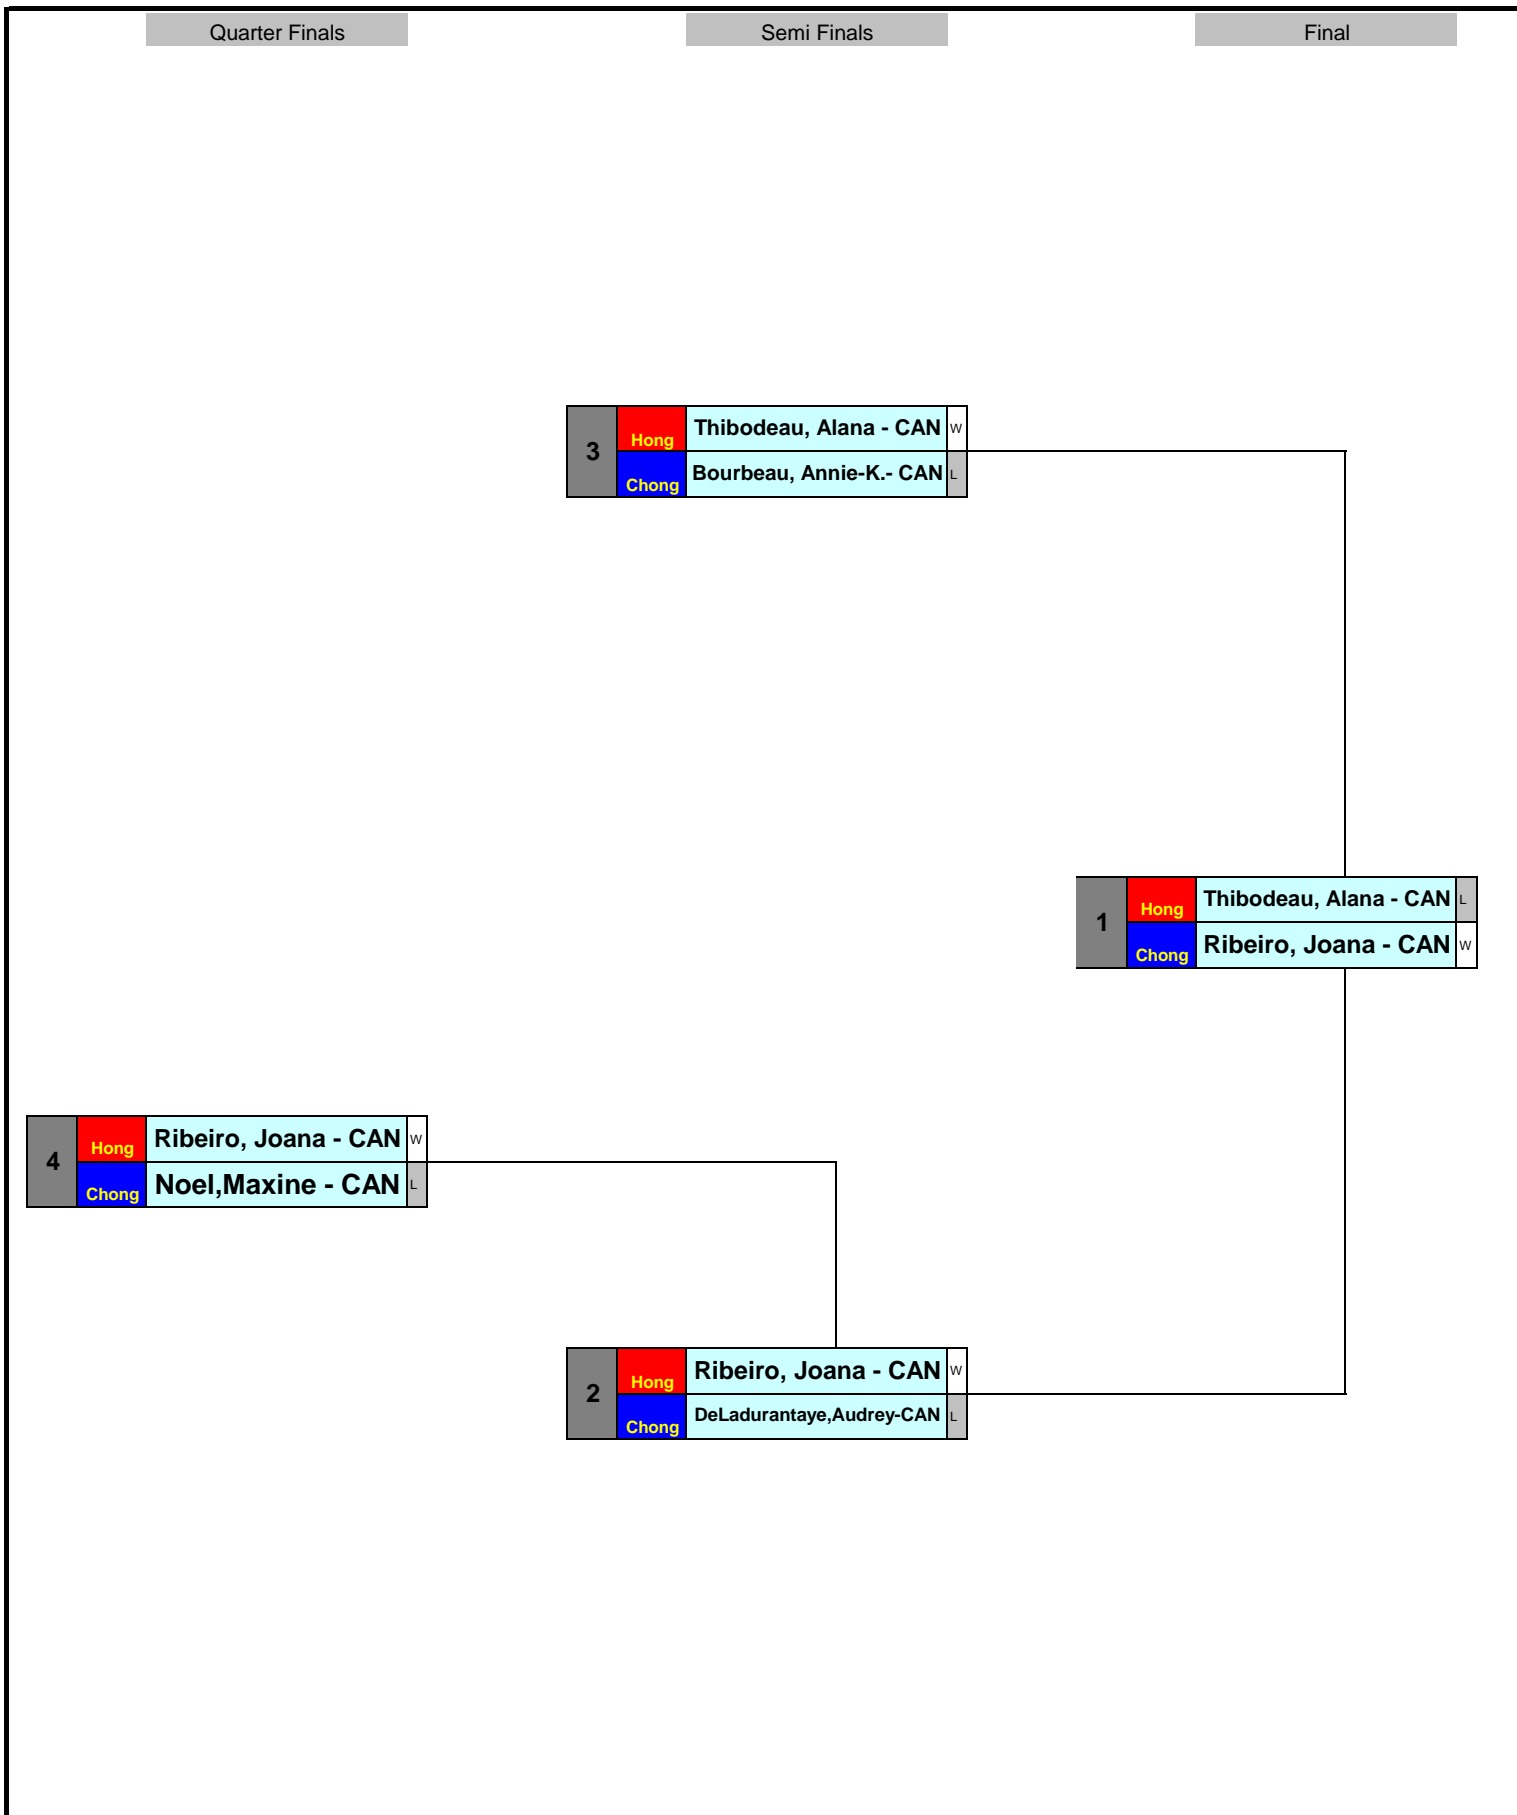 Quarter Finals
Semi Finals
Final
3
Hong
Thibodeau, Alana - CAN
W
Chong
Bourbeau, Annie-K.- CAN
L
1
Hong
Thibodeau, Alana - CAN
L
Chong
Ribeiro, Joana - CAN
W
4
Hong
Ribeiro, Joana - CAN
W
Chong
Noel,Maxine - CAN
L
2
Hong
Ribeiro, Joana - CAN
W
Chong
DeLadurantaye,Audrey-CAN
L